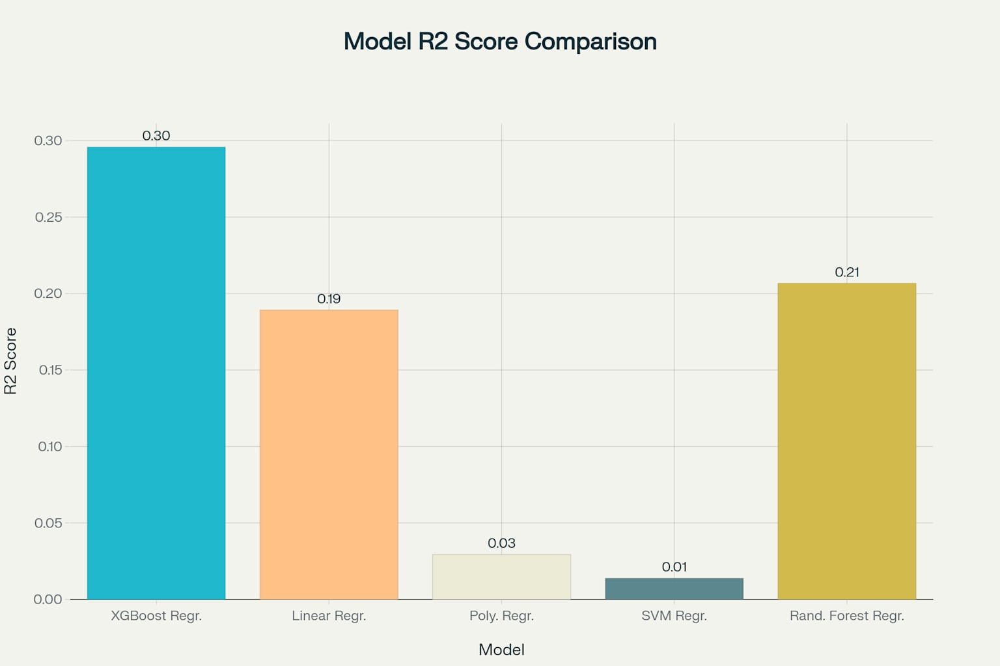 Model R2 Score Comparison
R2 Score
0.30
0.25
0.20
0.15
0.10
0.05
0.00
0.30
0.19
0.03
0.01
0.21
XGBoost Regr.
Linear Regr.
Poly. Regr.
SVM Regr.
Rand. Forest Regr.
Model